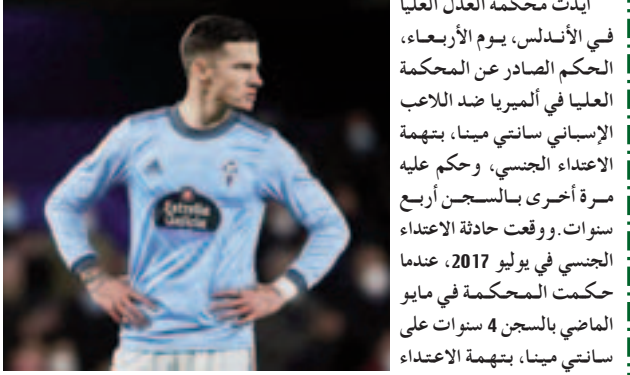 أيدت محكمة العدل العليا
في الأندلس، يوم الأربعاء،
الحكم الصادر عن المحكمة
العليا في ألميريا ضد اللاعب
الإسباني سانتي مينا، بتهمة
الاعتداء الجنسي، وحكم عليه
مرة أخرى بالسجن أربع
سنوات.ووقعت حادثة الاعتداء
الجنسي في يوليو 2017، عندما
حكمت المحكمة في مايو
الماضي بالسجن 4 سنوات على
سانتي مينا، بتهمة الاعتداء
Estrella
Galicia